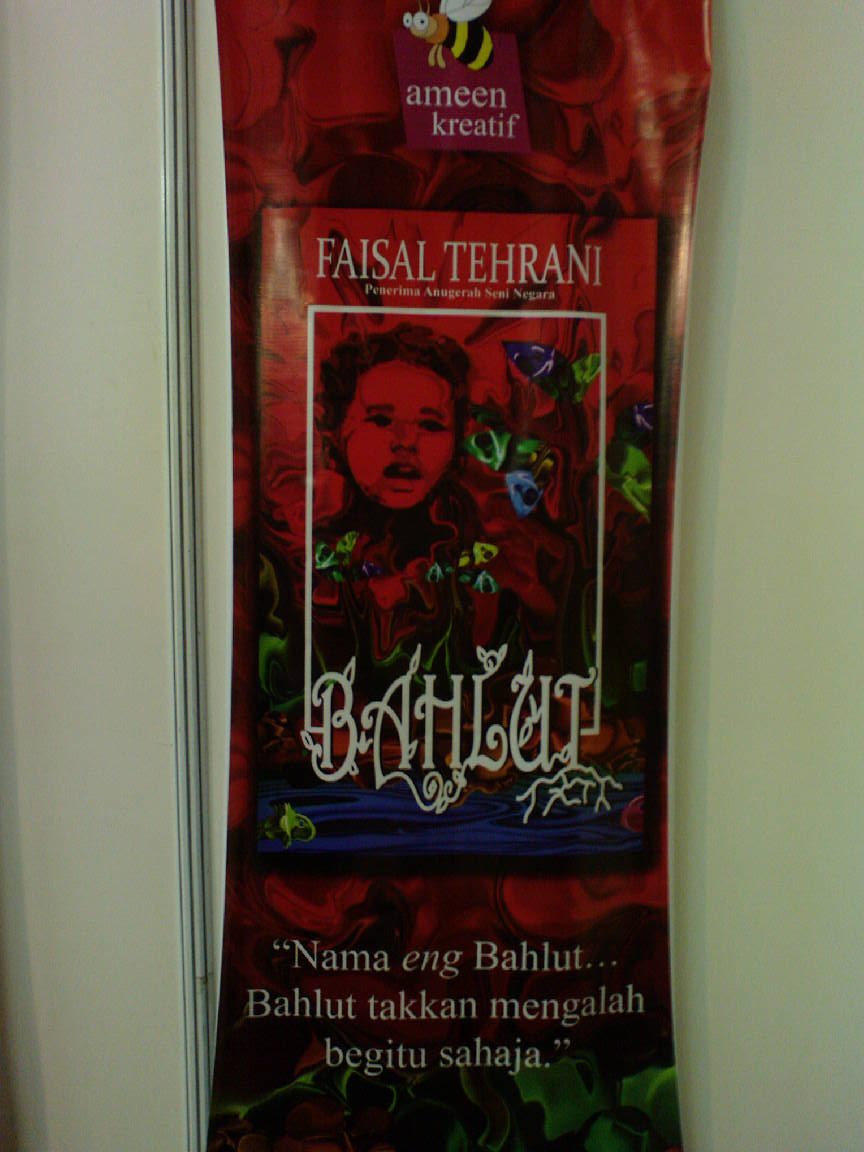 ameen
kreatif
FAISAL TEHRANI
Penerima Anugerah Seni Negara
BAHLUT
“Nama eng Bahlut...
Bahlut takkan mengalah
begitu sahaja.”